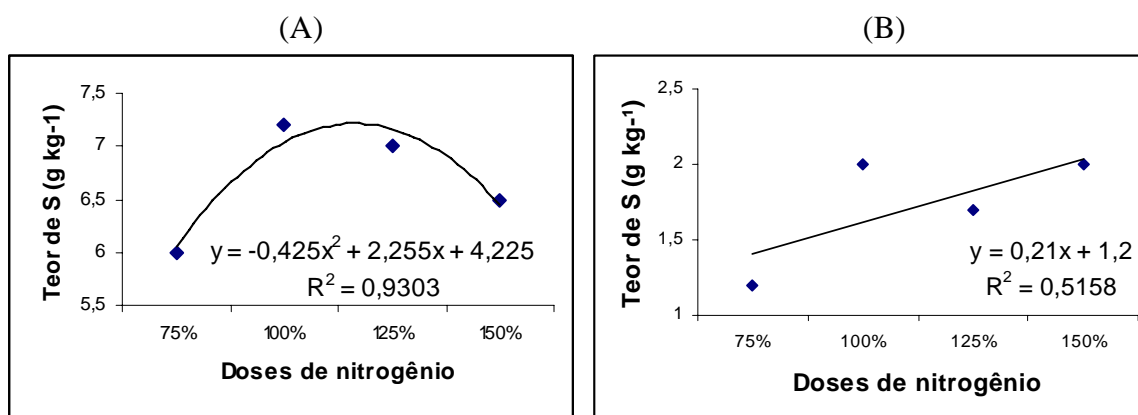 (A)
7,5
7
6,5
6
5,5
Teor de S (g kg-1)
y = -0,425x² + 2,255x + 4,225
R² = 0,9303
75% 100% 125% 150%
Doses de nitrogênio
(B)
2,5
2
1,5
1
Teor de S (g kg-¹)
y = 0,21x + 1,2
R² = 0,5158
75% 100% 125% 150%
Doses de nitrogênio